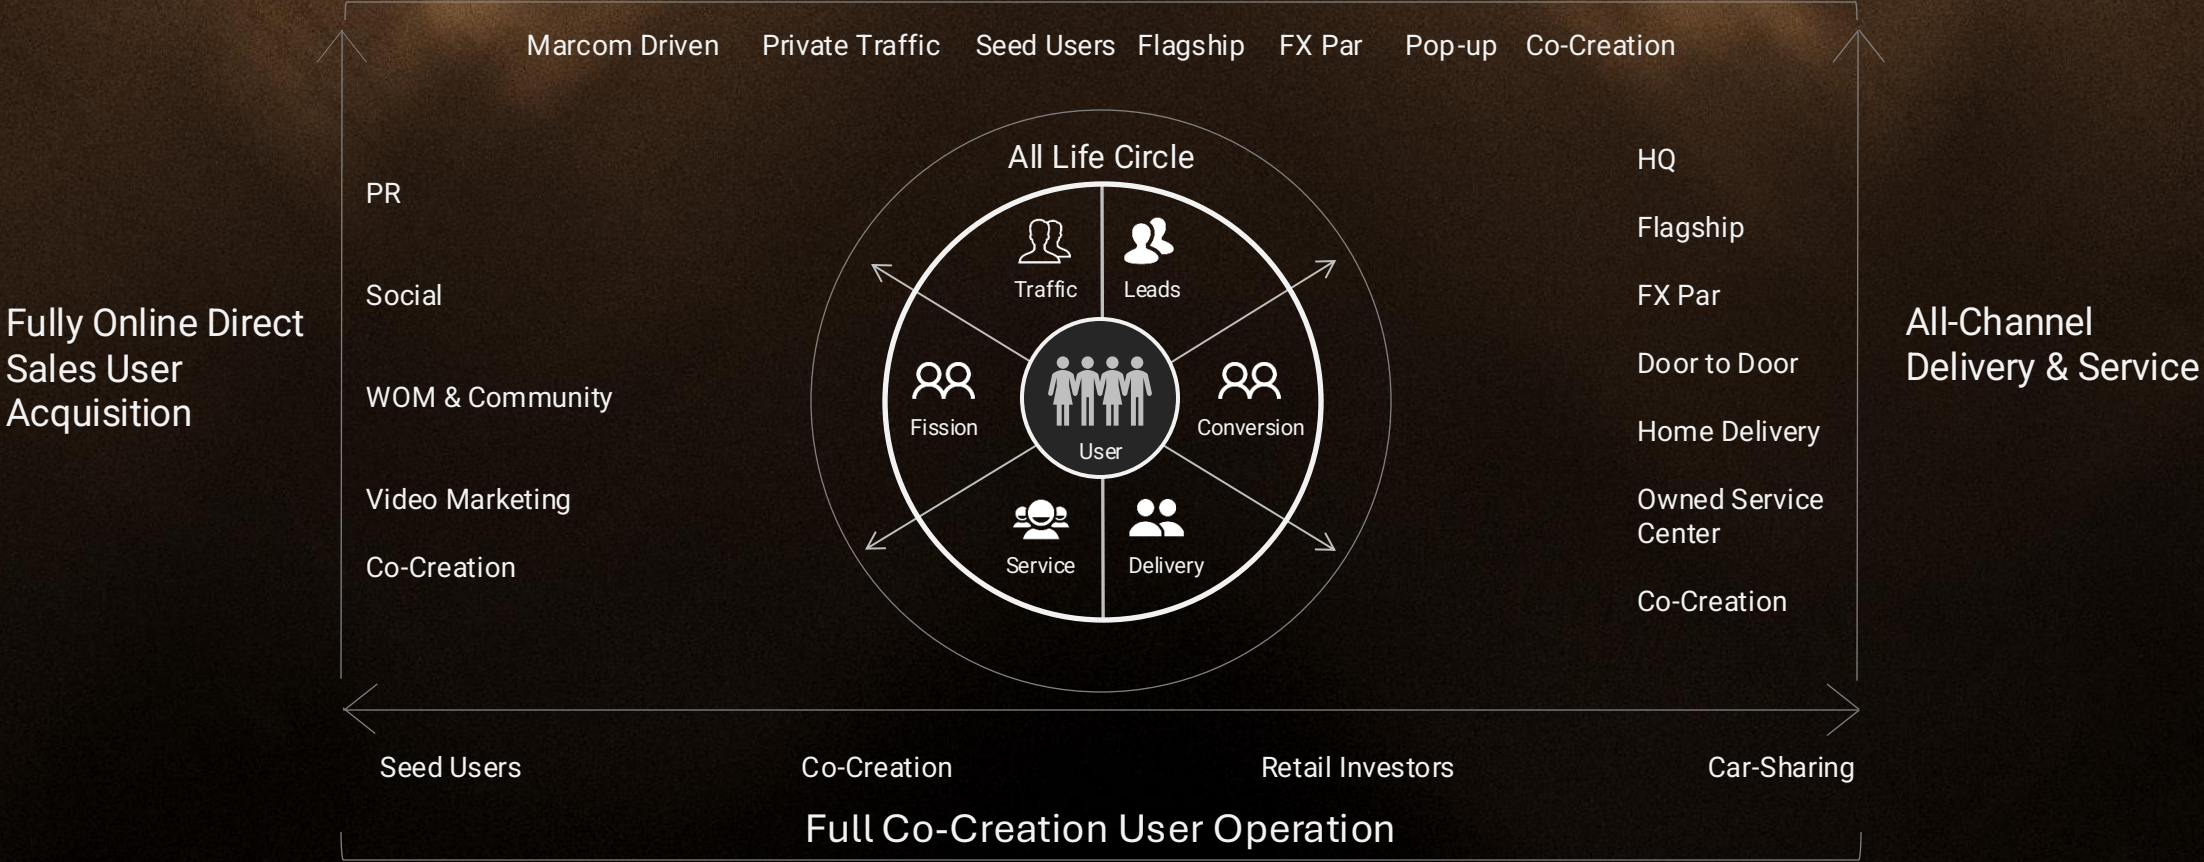 Marcom Driven Private Traffic Seed Users Flagship FX Par Pop-up Co-Creation
Fully Online Direct
Sales User
Acquisition
PR
Social
WOM & Community
Video Marketing
Co-Creation
All Life Circle
Traffic
Leads
Fission
User
Conversion
Service
Delivery
HQ
Flagship
FX Par
Door to Door
Home Delivery
Owned Service
Center
Co-Creation
All-Channel
Delivery & Service
Seed Users Co-Creation Retail Investors Car-Sharing
Full Co-Creation User Operation